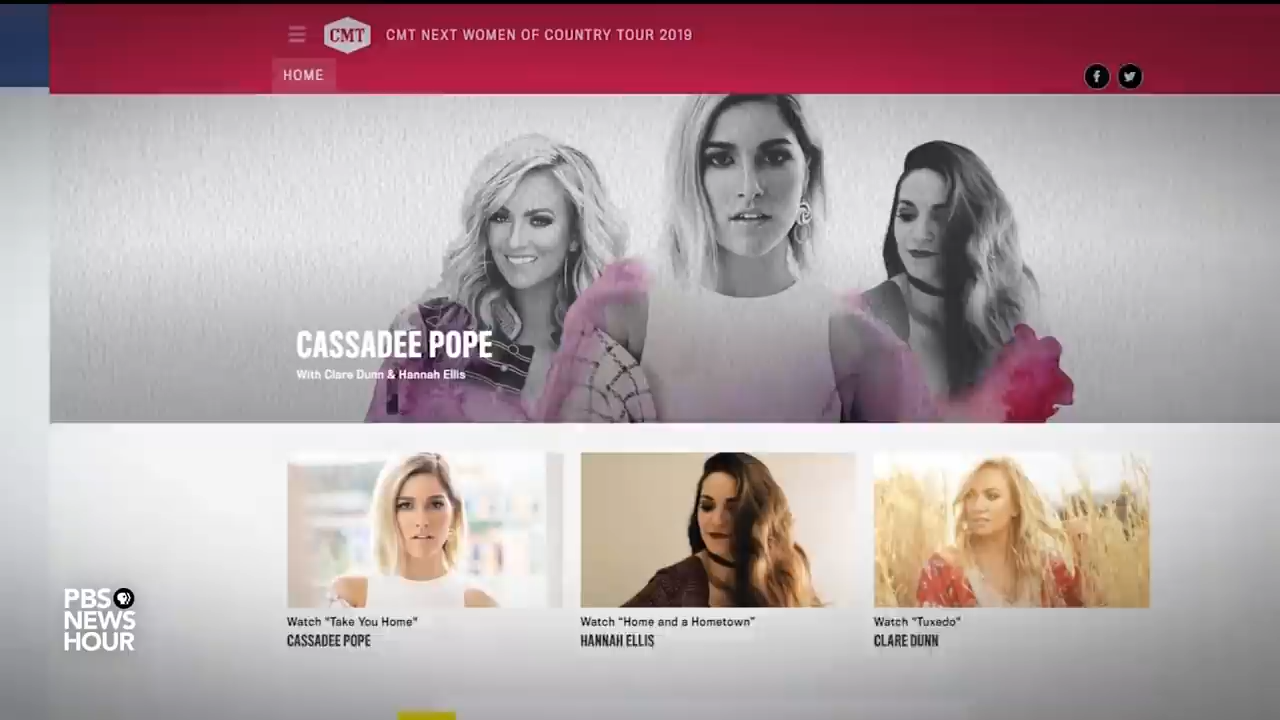 CMT
CMT NEXT WOMEN OF COUNTRY TOUR 2019
HOME
CASSADEE POPE
With Clare Dunn & Hannah Ellis
Watch "Take You Home"
CASSADEE POPE
Watch "Home and a Hometown"
HANNAH ELLIS
Watch "Tuxedo"
CLARE DUNN
PBS
NEWS
HOUR